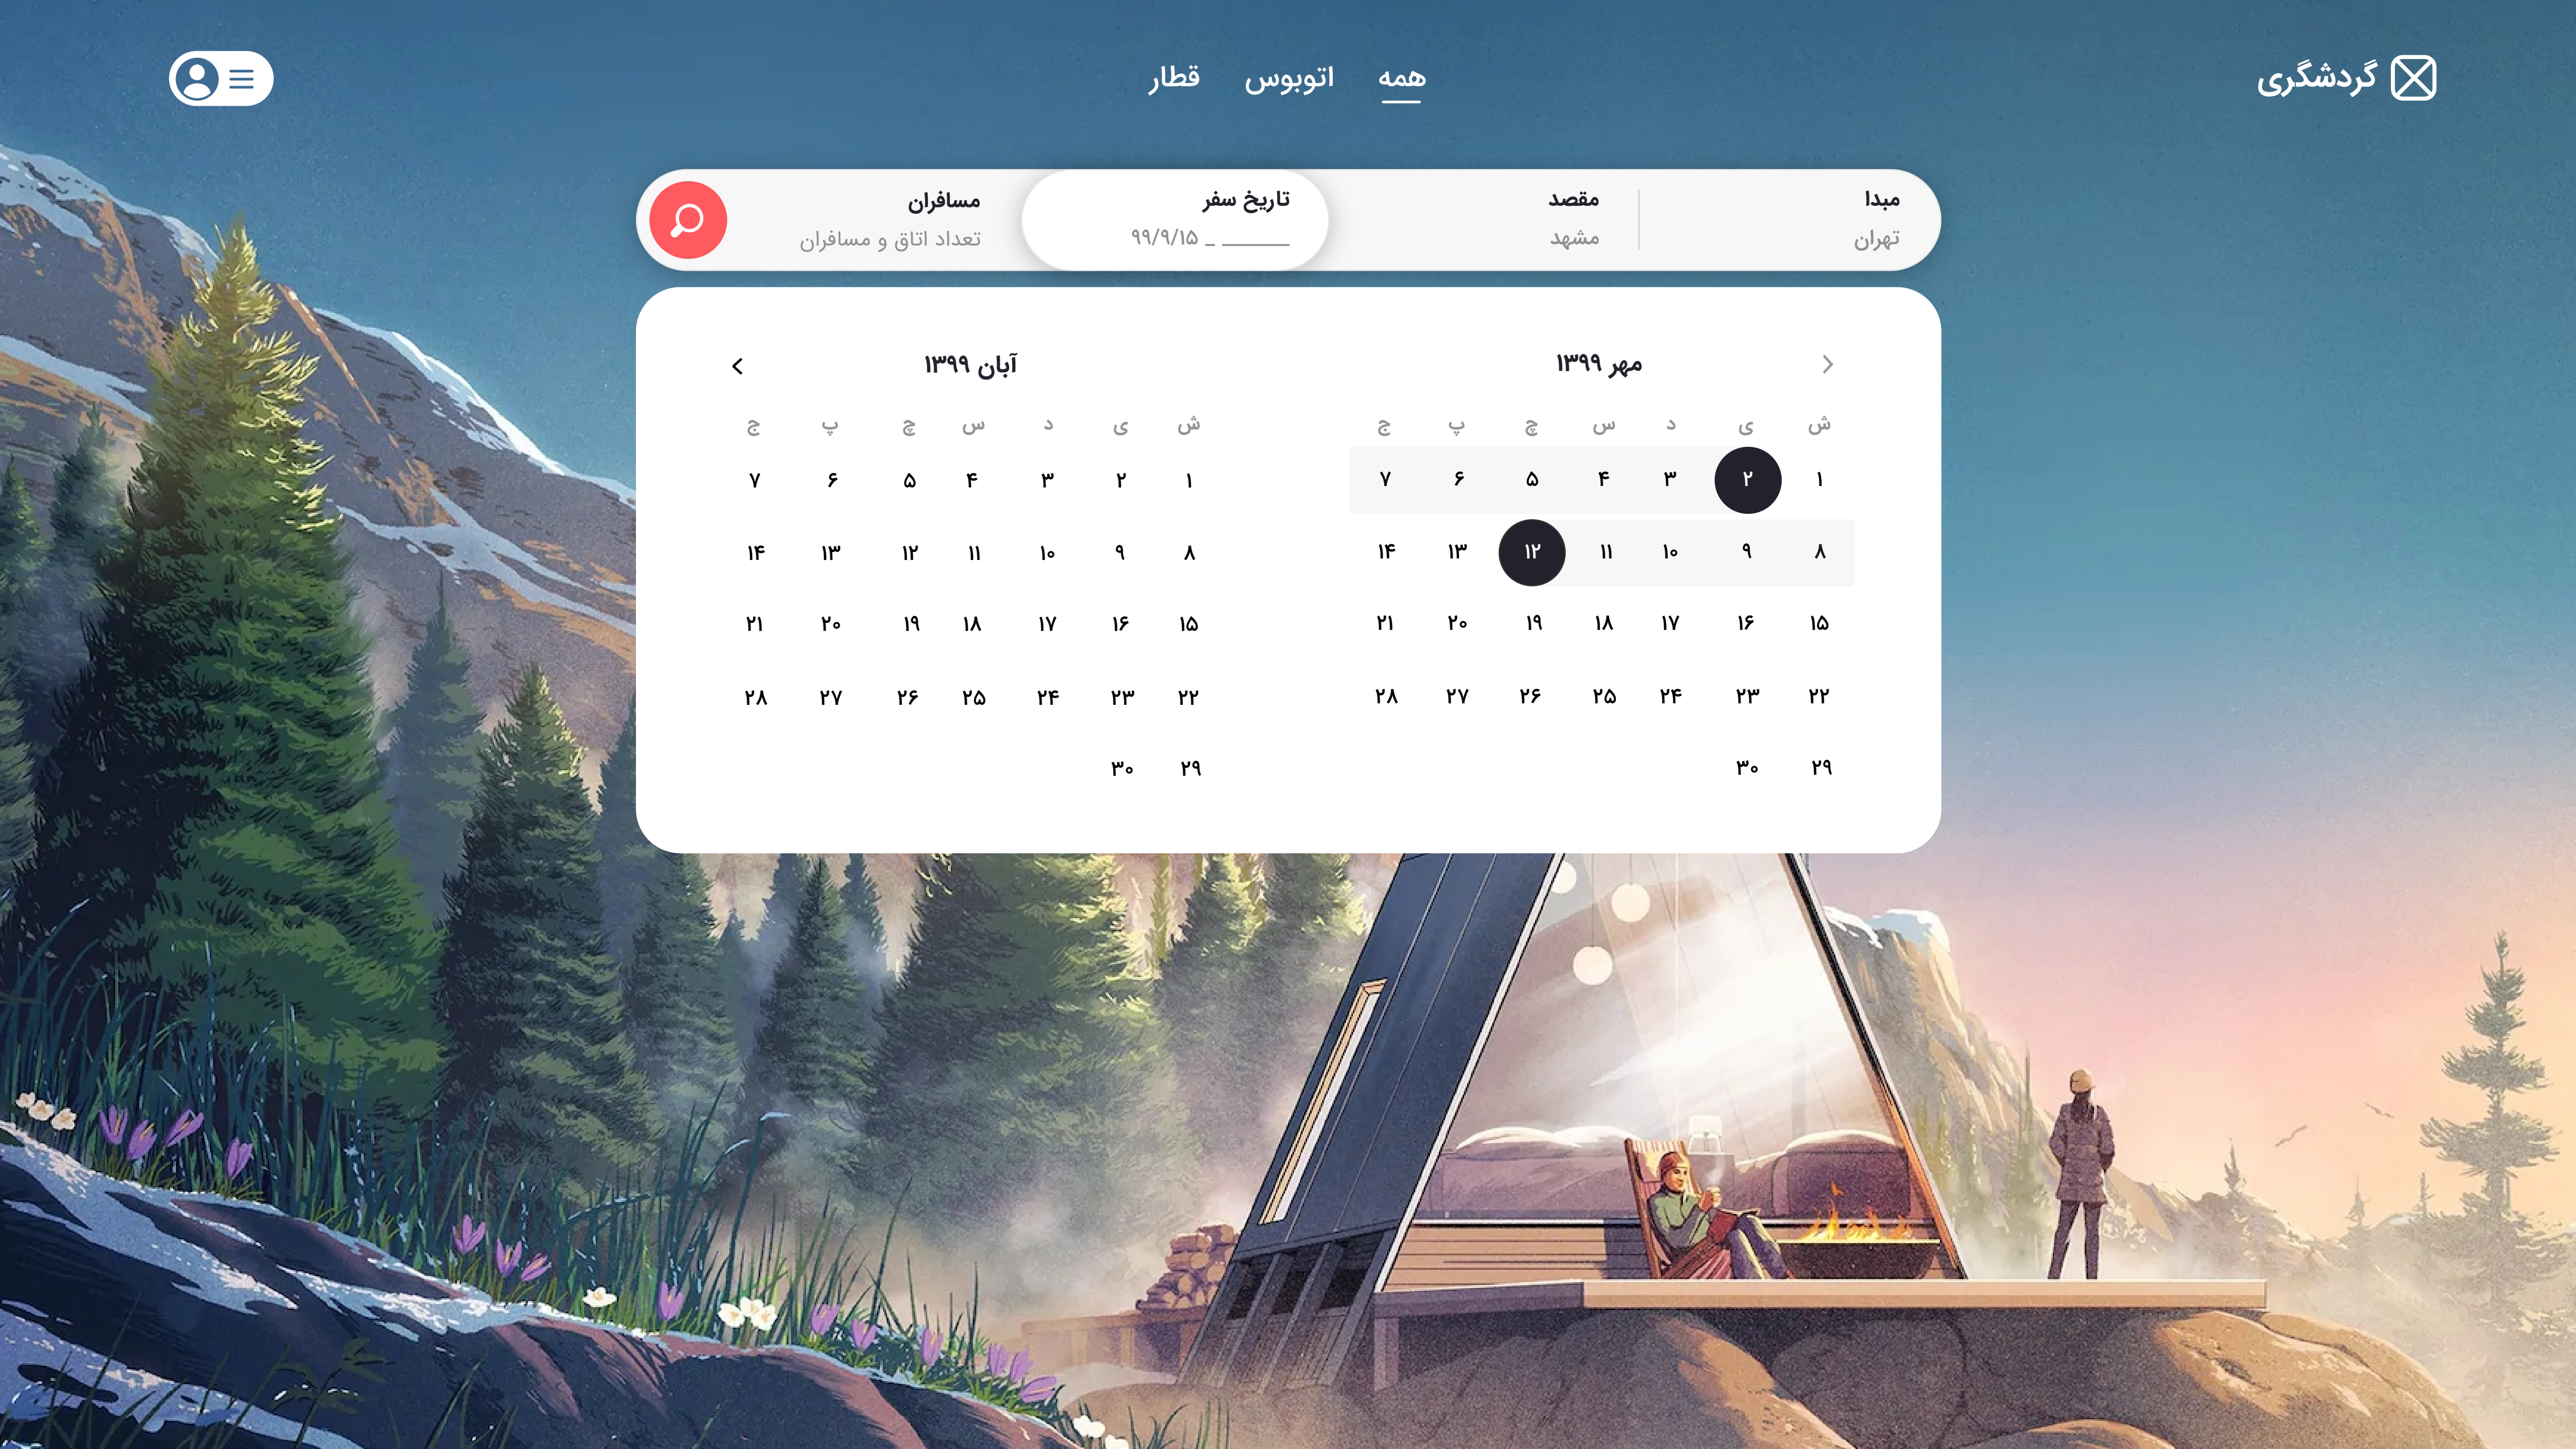 گردشگری
همه اتوبوس قطار
مبدا
تهران
مقصد
مشهد
تاریخ سفر
_______ _ ۹۹/۹/۱۵
مسافران
تعداد اتاق و مسافران
مهر ۱۳۹۹
ش ی د س چ پ ج
۱ ۲ ۳ ۴ ۵ ۶ ۷
۸ ۹ ۱۰ ۱۱ ۱۲ ۱۳ ۱۴
۱۵ ۱۶ ۱۷ ۱۸ ۱۹ ۲۰ ۲۱
۲۲ ۲۳ ۲۴ ۲۵ ۲۶ ۲۷ ۲۸
۲۹ ۳۰
آبان ۱۳۹۹
ش ی د س چ پ ج
۱ ۲ ۳ ۴ ۵ ۶ ۷
۸ ۹ ۱۰ ۱۱ ۱۲ ۱۳ ۱۴
۱۵ ۱۶ ۱۷ ۱۸ ۱۹ ۲۰ ۲۱
۲۲ ۲۳ ۲۴ ۲۵ ۲۶ ۲۷ ۲۸
۲۹ ۳۰